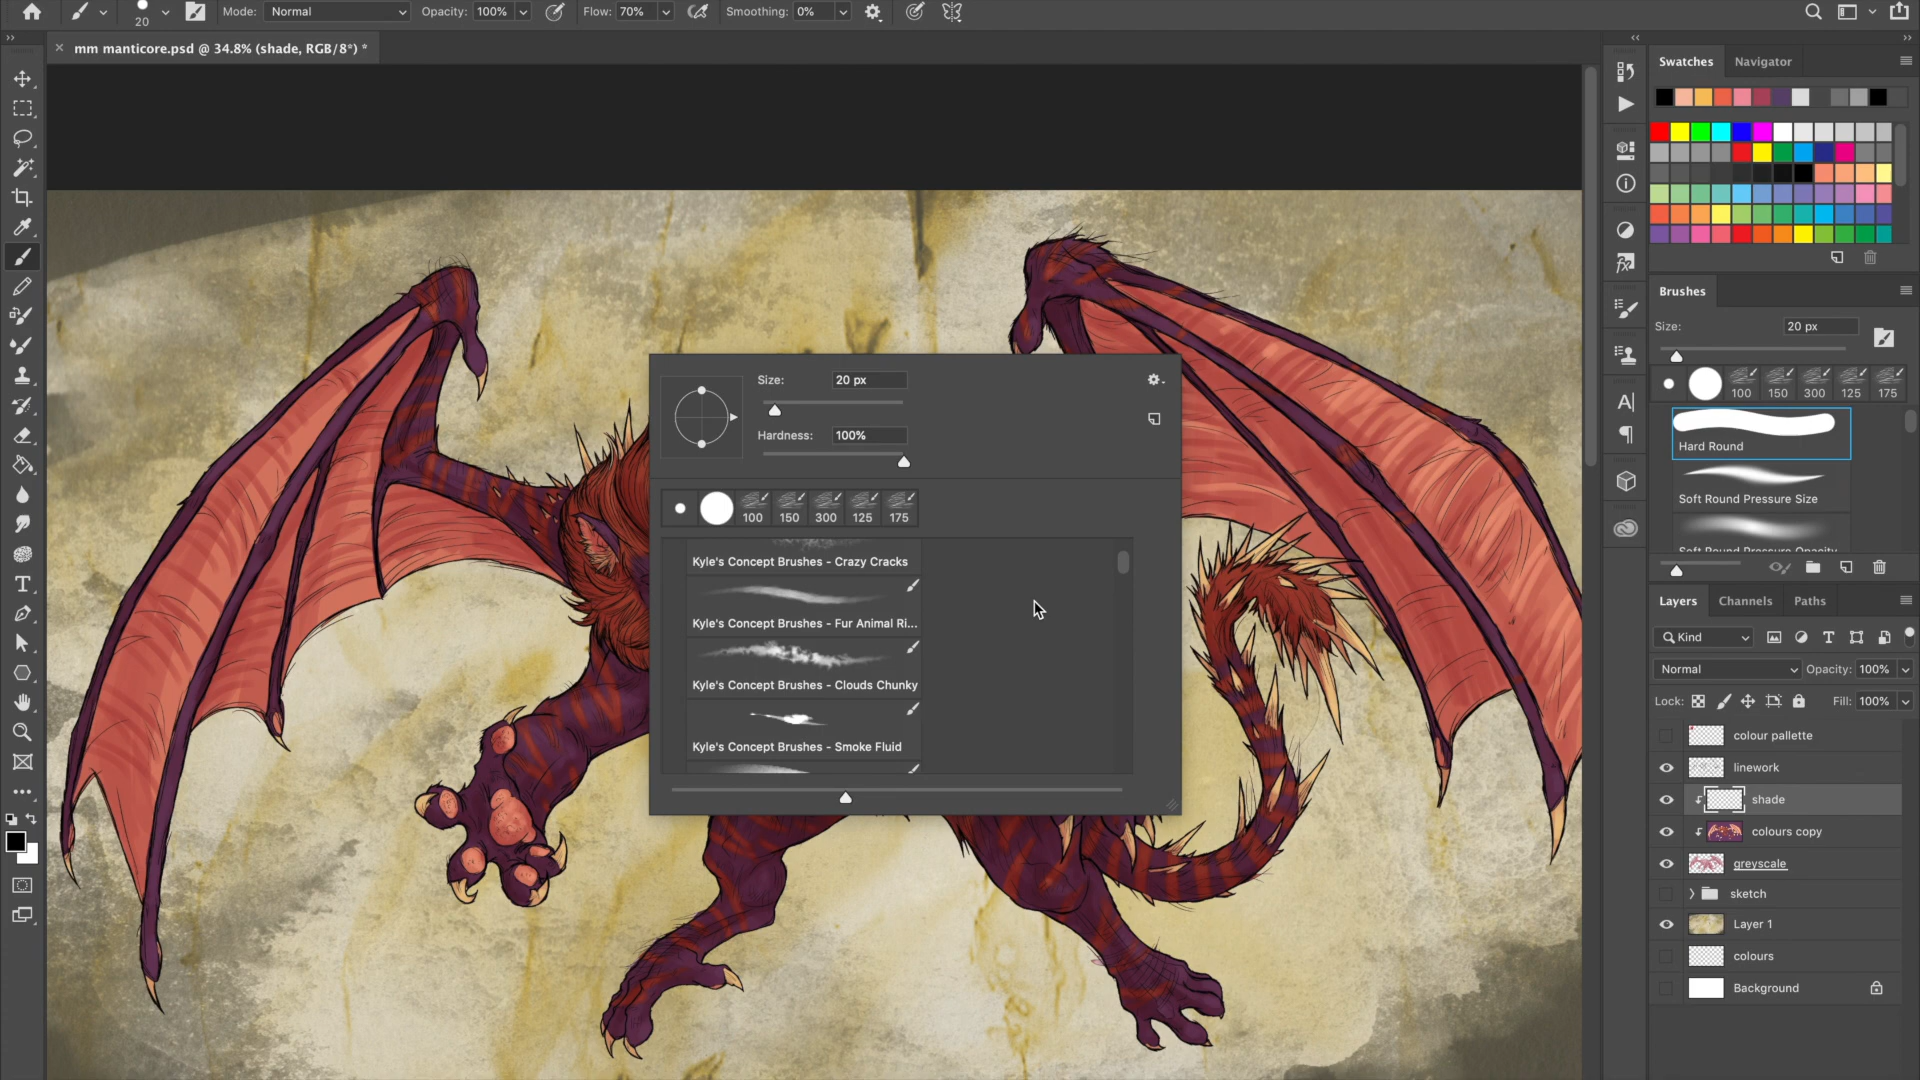 20
Mode: Normal
Opacity: 100%
Flow: 70%
Smoothing: 0%
mm manticore.psd @ 34.8% (shade, RGB/8*) *
Swatches
Navigator
Brushes
Size: 20 px
100
150
300
125
175
Hard Round
Soft Round Pressure Size
Soft Round Pressure Opacity
Size: 20 px
Hardness: 100%
100
150
300
125
175
Kyle's Concept Brushes - Crazy Cracks
Kyle's Concept Brushes - Fur Animal Ri...
Kyle's Concept Brushes - Clouds Chunky
Kyle's Concept Brushes - Smoke Fluid
Layers
Channels
Paths
Kind
Normal
Opacity: 100%
Lock:
Fill: 100%
colour pallette
linework
shade
colours copy
greyscale
sketch
Layer 1
colours
Background